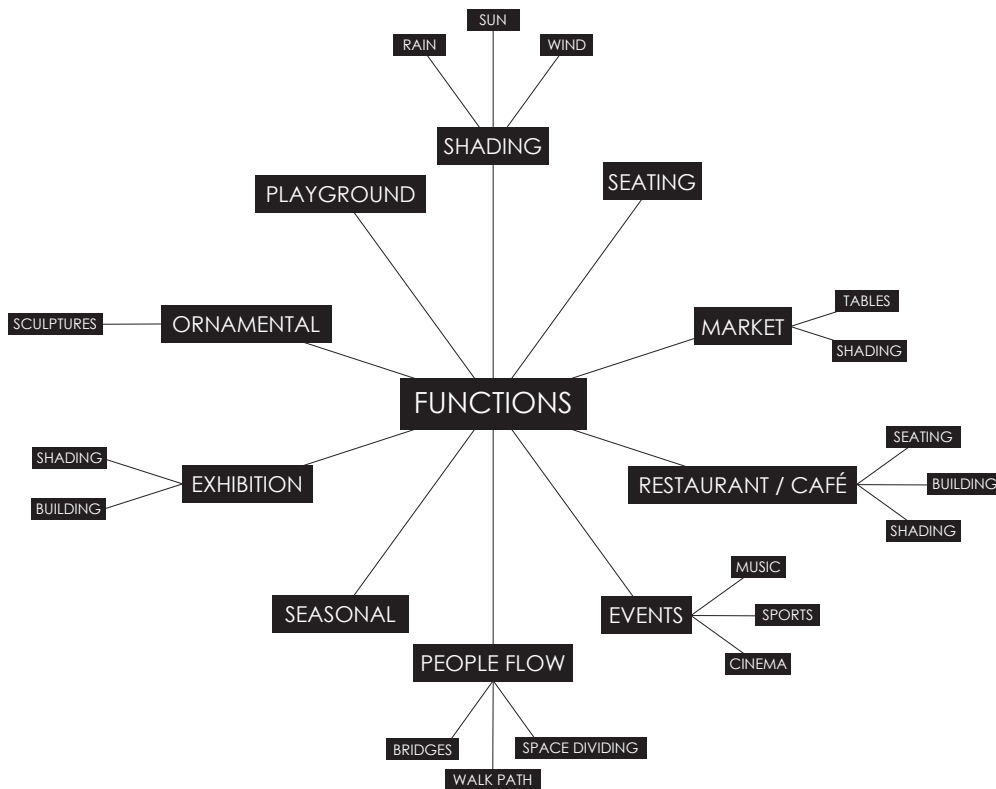 SUN
RAIN
WIND
SHADING
SEATING
PLAYGROUND
TABLES
SCULPTURES
ORNAMENTAL
MARKET
SHADING
FUNCTIONS
SEATING
SHADING
EXHIBITION
RESTAURANT / CAFÉ
BUILDING
BUILDING
SHADING
MUSIC
SEASONAL
EVENTS
SPORTS
PEOPLE FLOW
CINEMA
BRIDGES
SPACE DIVIDING
WALK PATH